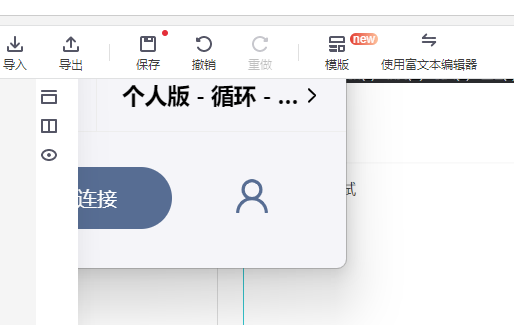 new
导入 导出 保存 撤销 重做 模版 使用富文本编辑器
个人版 - 循环 - ...
连接
试